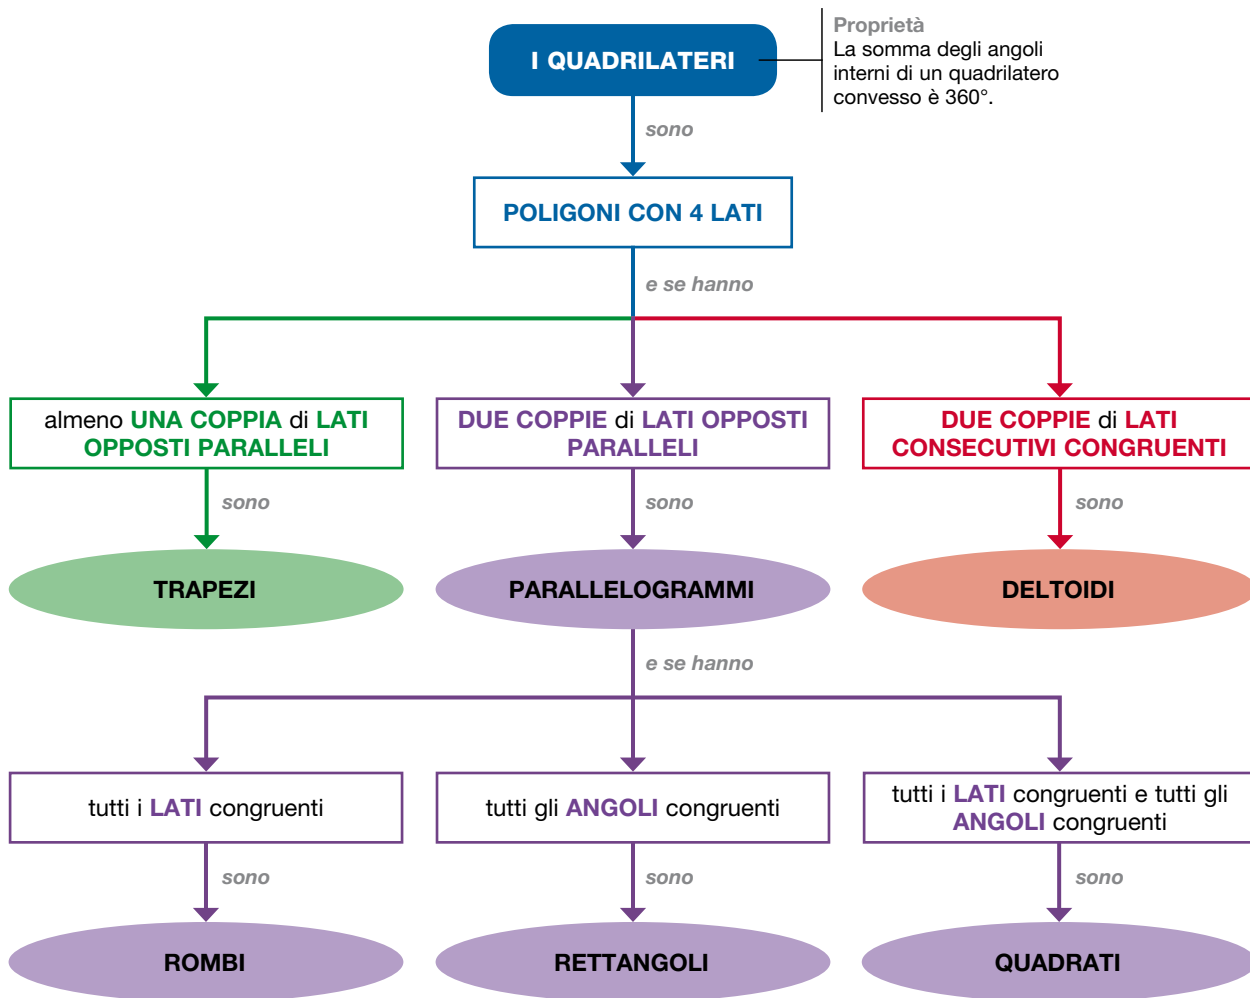 I QUADRILATERI
Proprietà
La somma degli angoli
interni di un quadrilatero
convesso è 360°.
sono
POLIGONI CON 4 LATI
e se hanno
almeno UNA COPPIA di LATI
OPPOSTI PARALLELI
DUE COPPIE di LATI OPPOSTI
PARALLELI
DUE COPPIE di LATI
CONSECUTIVI CONGRUENTI
sono
sono
sono
TRAPEZI
PARALLELOGRAMMI
DELTOIDI
e se hanno
tutti i LATI congruenti
tutti gli ANGOLI congruenti
tutti i LATI congruenti e tutti gli
ANGOLI congruenti
sono
sono
sono
ROMBI
RETTANGOLI
QUADRATI